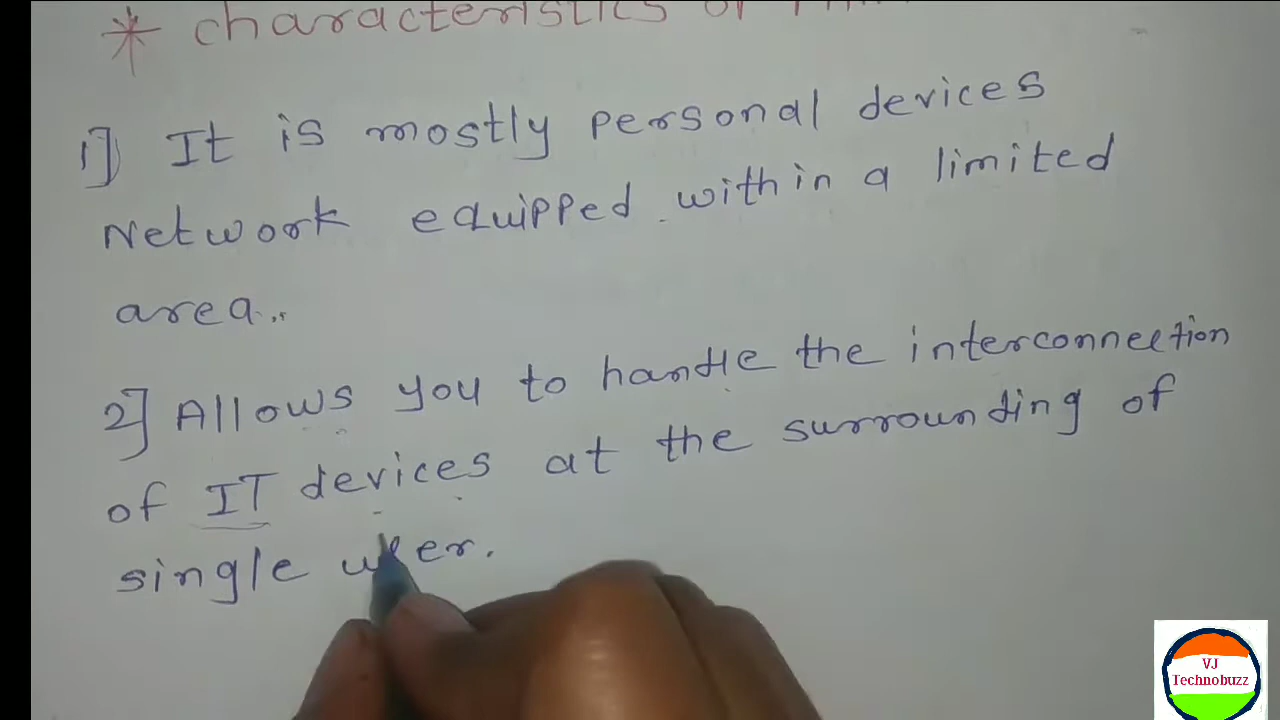 * characteristics of
1] It is mostly personal devices
Network equipped within a limited
area..
2] Allows you to handle the interconnection
of IT devices at the surrounding of
single user.
VJ
Technobuzz